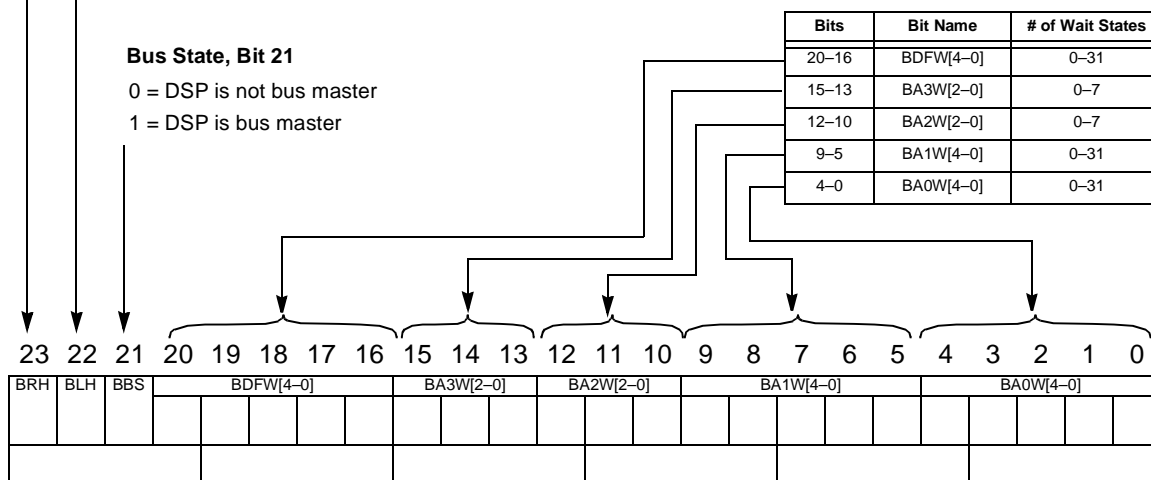 Bus State, Bit 21
0 = DSP is not bus master
1 = DSP is bus master
Bits Bit Name # of Wait States
20–16 BDFW[4–0] 0–31
15–13 BA3W[2–0] 0–7
12–10 BA2W[2–0] 0–7
9–5 BA1W[4–0] 0–31
4–0 BA0W[4–0] 0–31
23 22 21 20 19 18 17 16 15 14 13 12 11 10 9 8 7 6 5 4 3 2 1 0
BRH BLH BBS BDFW[4–0] BA3W[2–0] BA2W[2–0] BA1W[4–0] BA0W[4–0]